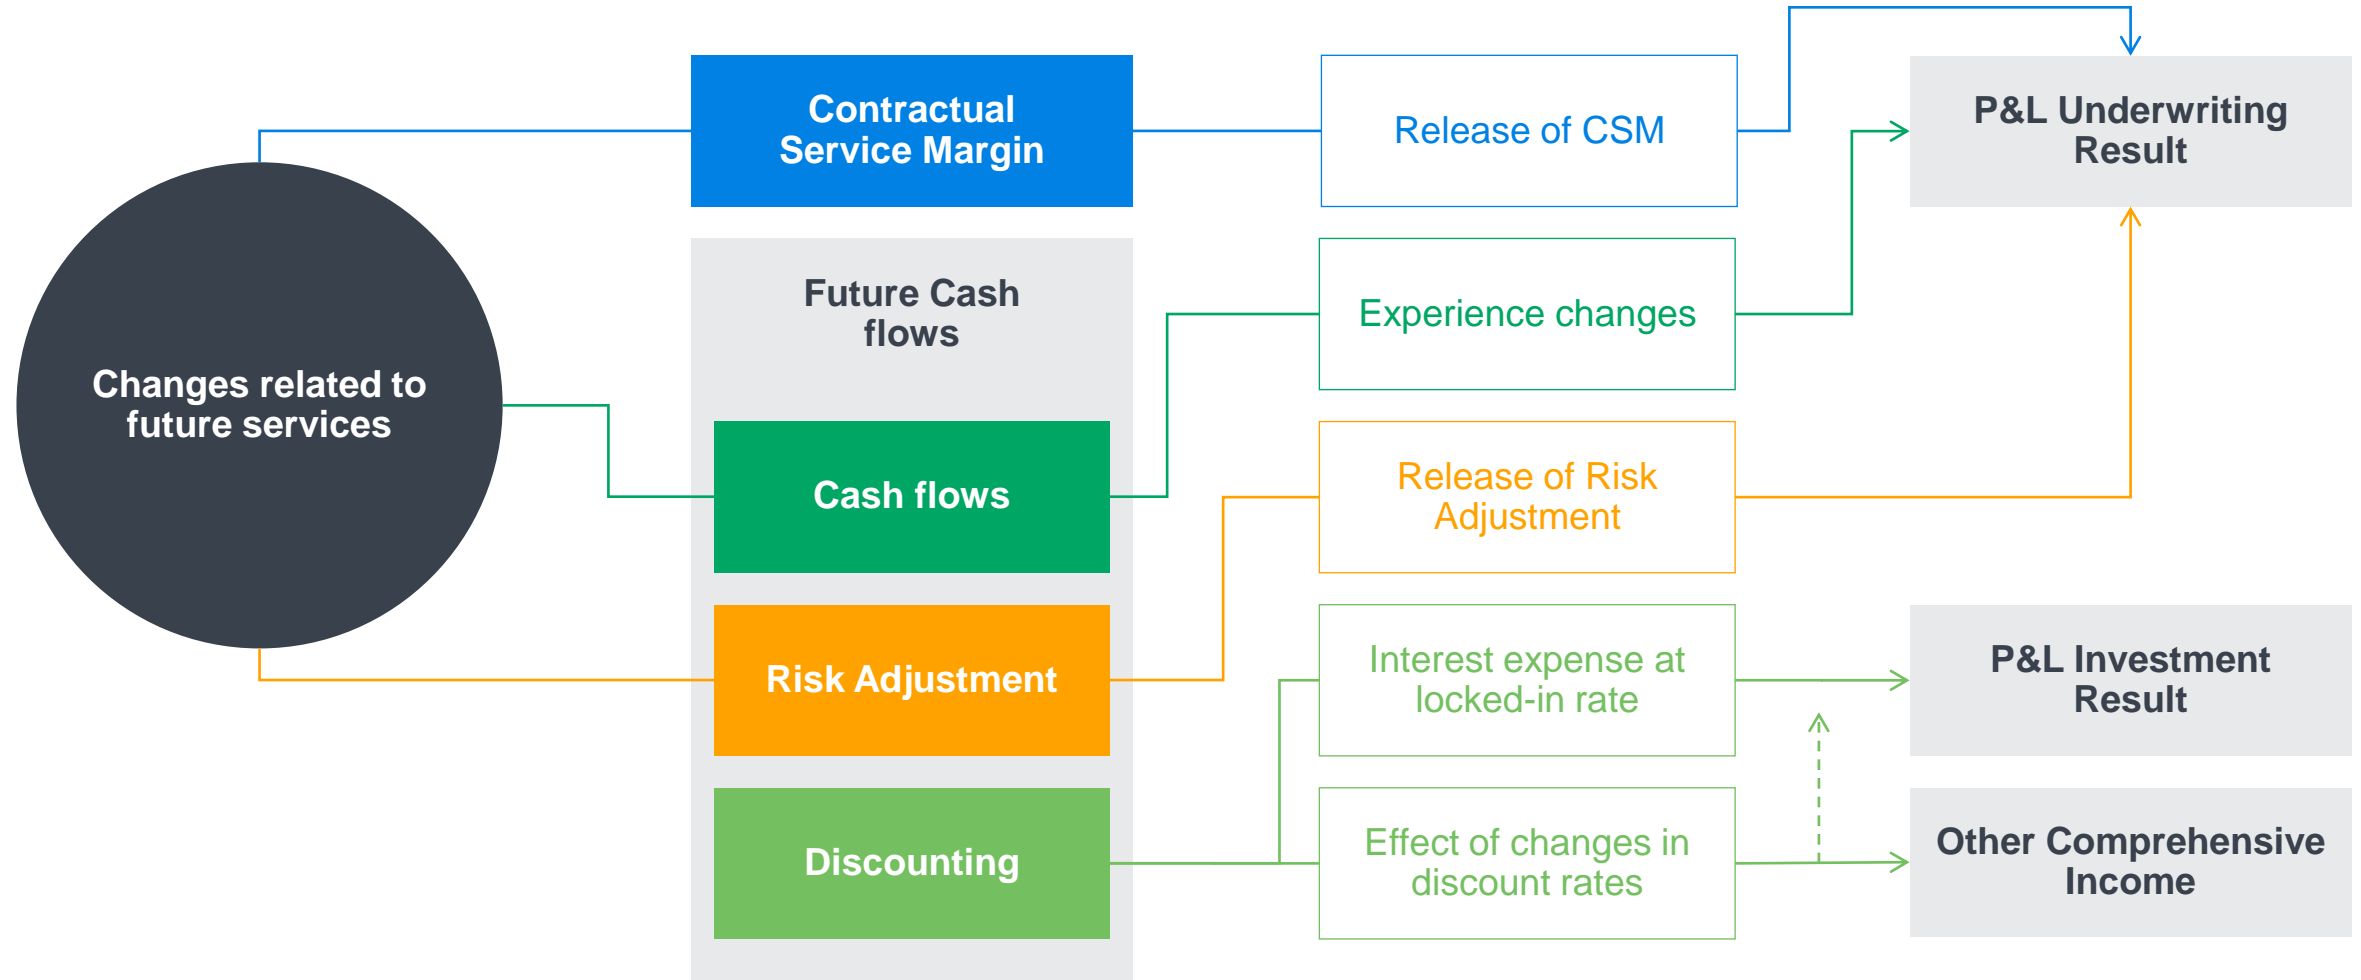 Contractual
Service Margin
Release of CSM
P&L Underwriting
Result
Future Cash
flows
Experience changes
Changes related to
future services
Cash flows
Release of Risk
Adjustment
Risk Adjustment
Interest expense at
locked-in rate
P&L Investment
Result
Discounting
Effect of changes in
discount rates
Other Comprehensive
Income